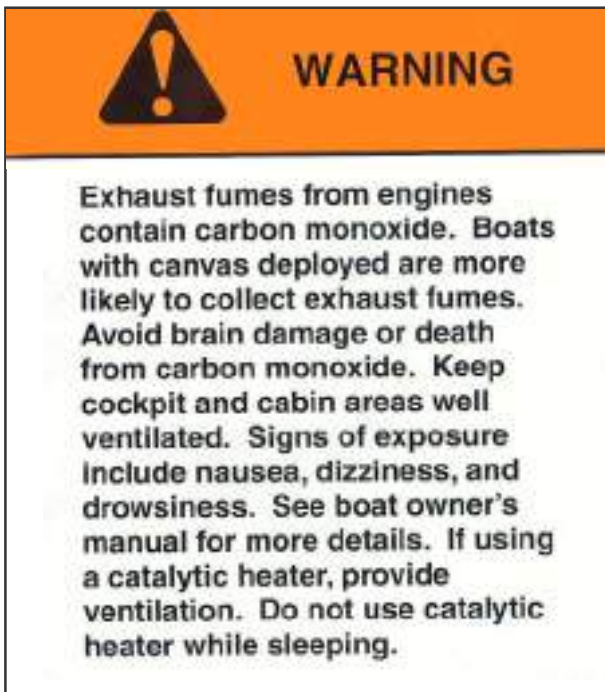 WARNING
Exhaust fumes from engines
contain carbon monoxide. Boats
with canvas deployed are more
likely to collect exhaust fumes.
Avoid brain damage or death
from carbon monoxide. Keep
cockpit and cabin areas well
ventilated. Signs of exposure
include nausea, dizziness, and
drowsiness. See boat owner's
manual for more details. If using
a catalytic heater, provide
ventilation. Do not use catalytic
heater while sleeping.